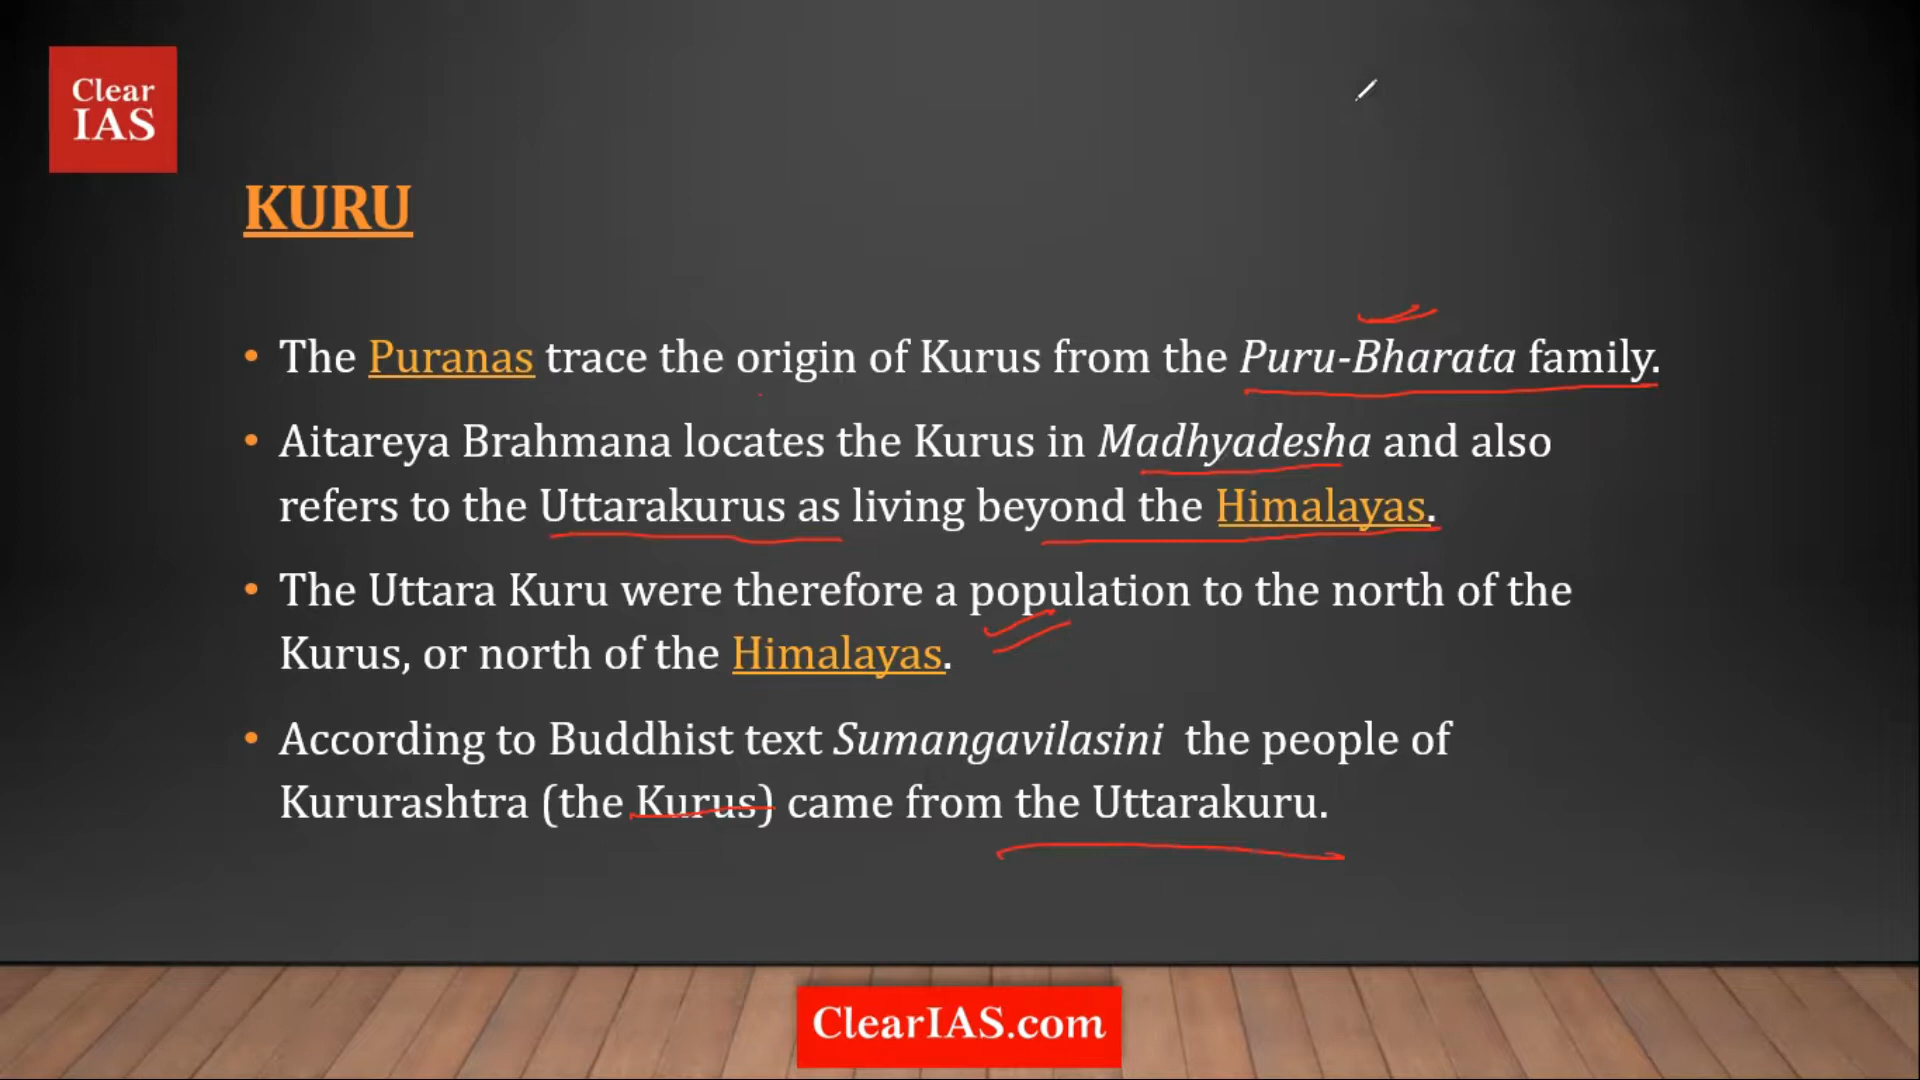 Clear
IAS
KURU
• The Puranas trace the origin of Kurus from the Puru-Bharata family.
• Aitareya Brahmana locates the Kurus in Madhyadesha and also
refers to the Uttarakurus as living beyond the Himalayas.
• The Uttara Kuru were therefore a population to the north of the
Kurus, or north of the Himalayas.
• According to Buddhist text Sumangavilasini the people of
Kururashtra (the Kurus) came from the Uttarakuru.
ClearIAS.com